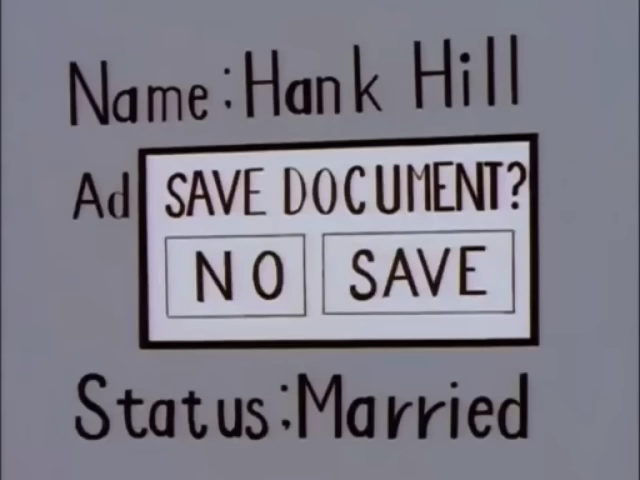 Name:Hank Hill
Ad
SAVE DOCUMENT?
NO SAVE
Status:Married